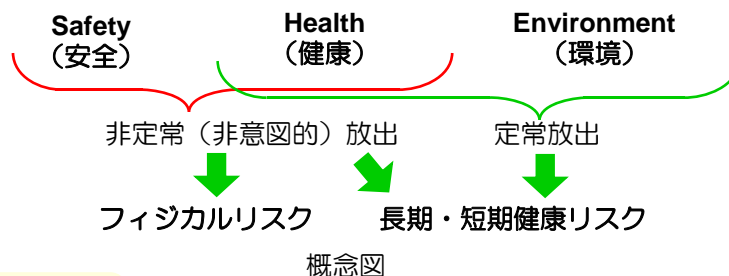 Safety Health Environment
（安全） （健康） （環境）
非定常（非意図的）放出 定常放出
フィジカルリスク 長期・短期健康リスク
概念図